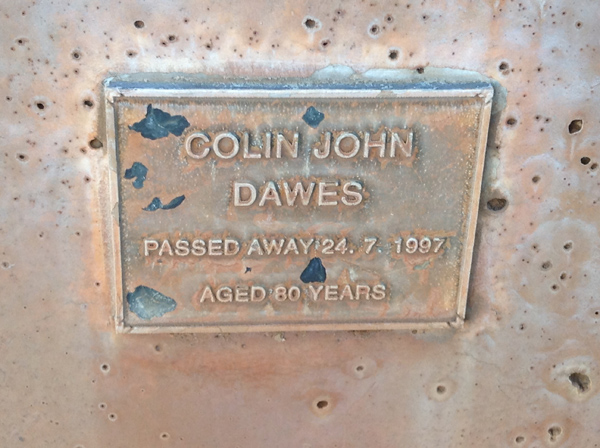 COLIN JOHN
DAWES
PASSED AWAY 24. 7. 1997
AGED 80 YEARS